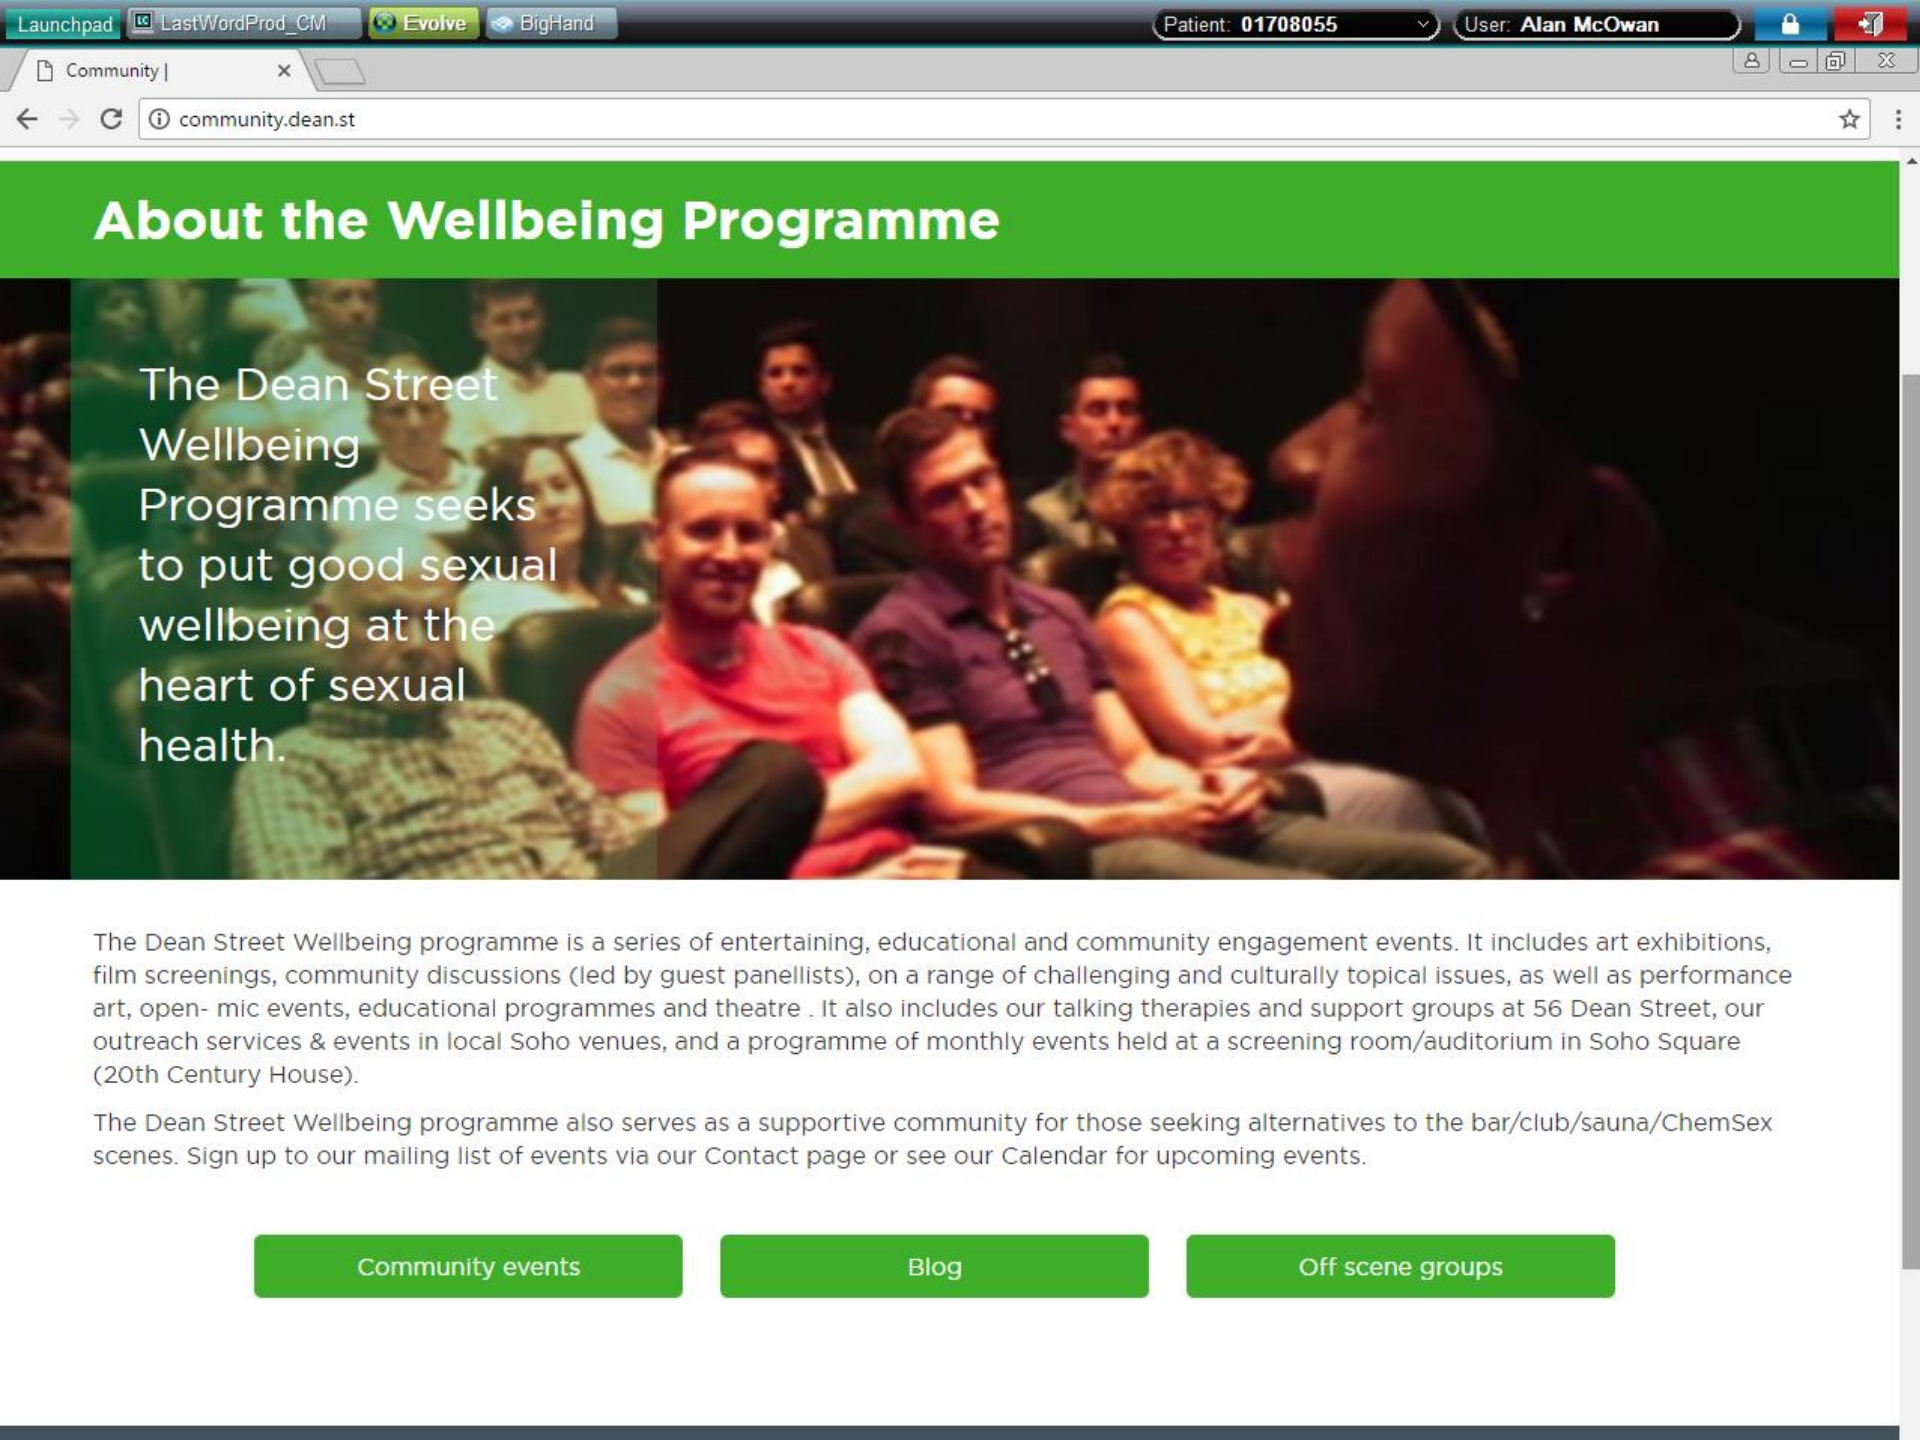 Launchpad LastWordProd_CM Evolve BigHand Patient: 01708055 User: Alan McOwan
Community |
community.dean.st
About the Wellbeing Programme
The Dean Street
Wellbeing
Programme seeks
to put good sexual
wellbeing at the
heart of sexual
health.
The Dean Street Wellbeing programme is a series of entertaining, educational and community engagement events. It includes art exhibitions,
film screenings, community discussions (led by guest panellists), on a range of challenging and culturally topical issues, as well as performance
art, open- mic events, educational programmes and theatre . It also includes our talking therapies and support groups at 56 Dean Street, our
outreach services & events in local Soho venues, and a programme of monthly events held at a screening room/auditorium in Soho Square
(20th Century House).
The Dean Street Wellbeing programme also serves as a supportive community for those seeking alternatives to the bar/club/sauna/ChemSex
scenes. Sign up to our mailing list of events via our Contact page or see our Calendar for upcoming events.
Community events Blog Off scene groups